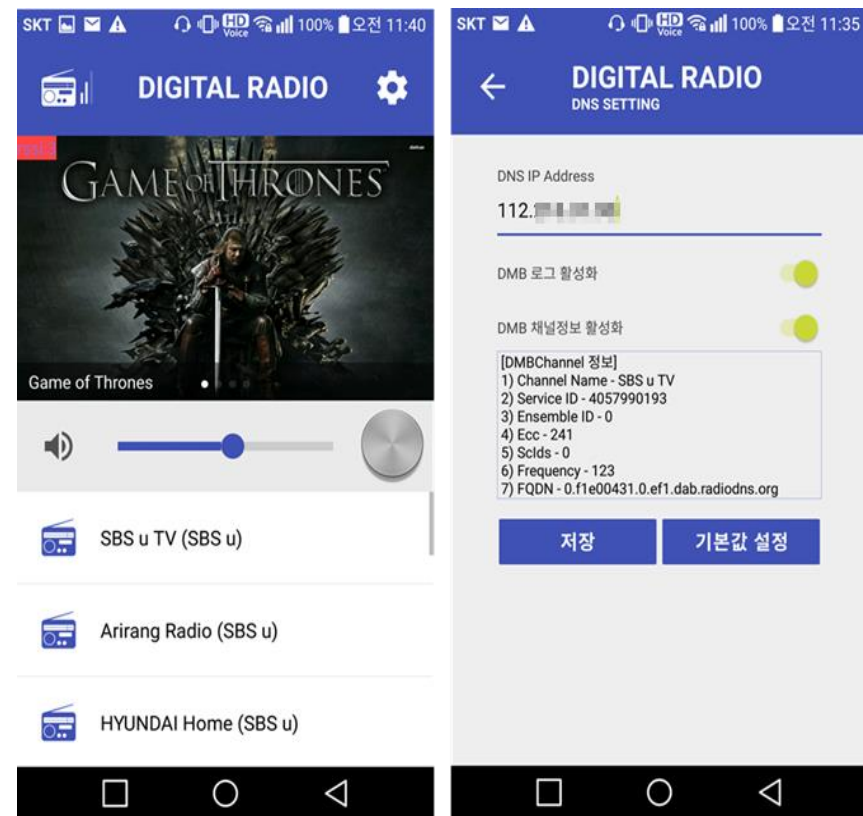 SKT HD Voice 100% 오전 11:40
DIGITAL RADIO
GAME OF THRONES
Game of Thrones
SBS u TV (SBS u)
Arirang Radio (SBS u)
HYUNDAI Home (SBS u)
SKT HD Voice 100% 오전 11:35
DIGITAL RADIO
DNS SETTING
DNS IP Address
112.
DMB 로그 활성화
DMB 채널정보 활성화
[DMBChannel 정보]
1) Channel Name - SBS u TV
2) Service ID - 4057990193
3) Ensemble ID - 0
4) Ecc - 241
5) ScIds - 0
6) Frequency - 123
7) FQDN - 0.f1e00431.0.ef1.dab.radiodns.org
저장 기본값 설정